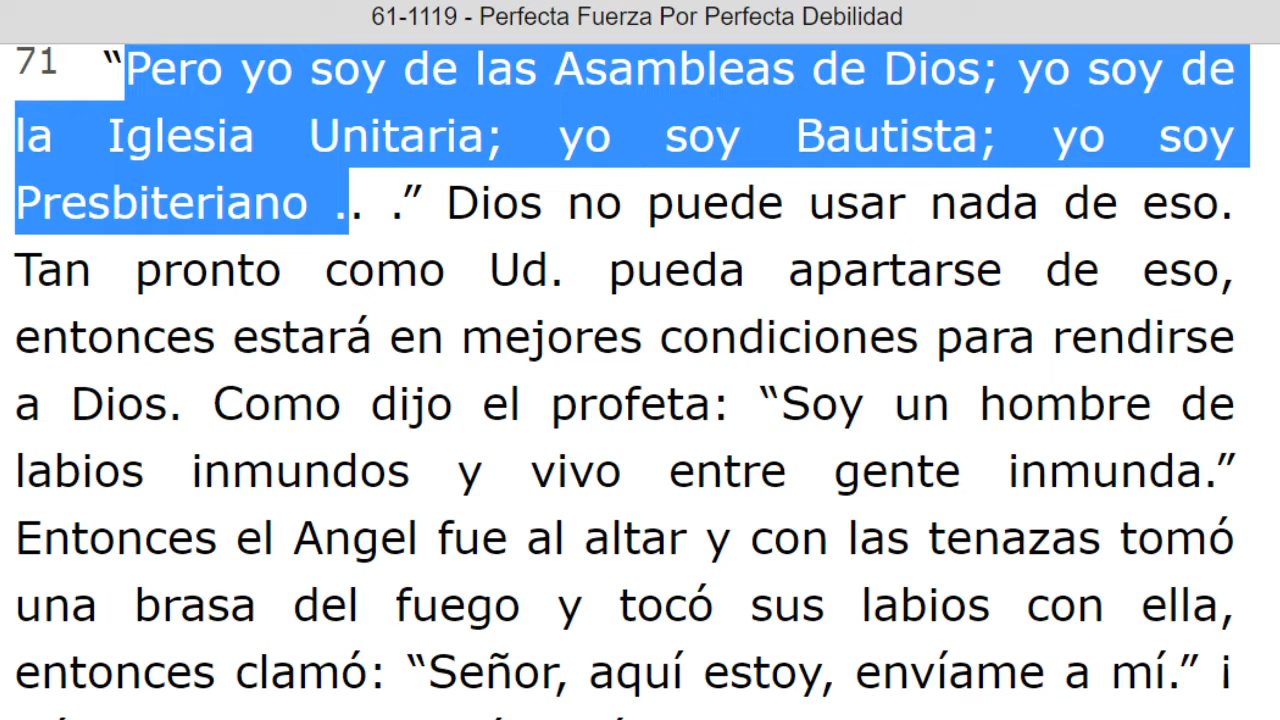 61-1119 - Perfecta Fuerza Por Perfecta Debilidad
71 “Pero yo soy de las Asambleas de Dios; yo soy de
la Iglesia Unitaria; yo soy Bautista; yo soy
Presbiteriano .. .” Dios no puede usar nada de eso.
Tan pronto como Ud. pueda apartarse de eso,
entonces estará en mejores condiciones para rendirse
a Dios. Como dijo el profeta: “Soy un hombre de
labios inmundos y vivo entre gente inmunda.”
Entonces el Angel fue al altar y con las tenazas tomó
una brasa del fuego y tocó sus labios con ella,
entonces clamó: “Señor, aquí estoy, envíame a mí.” ¡